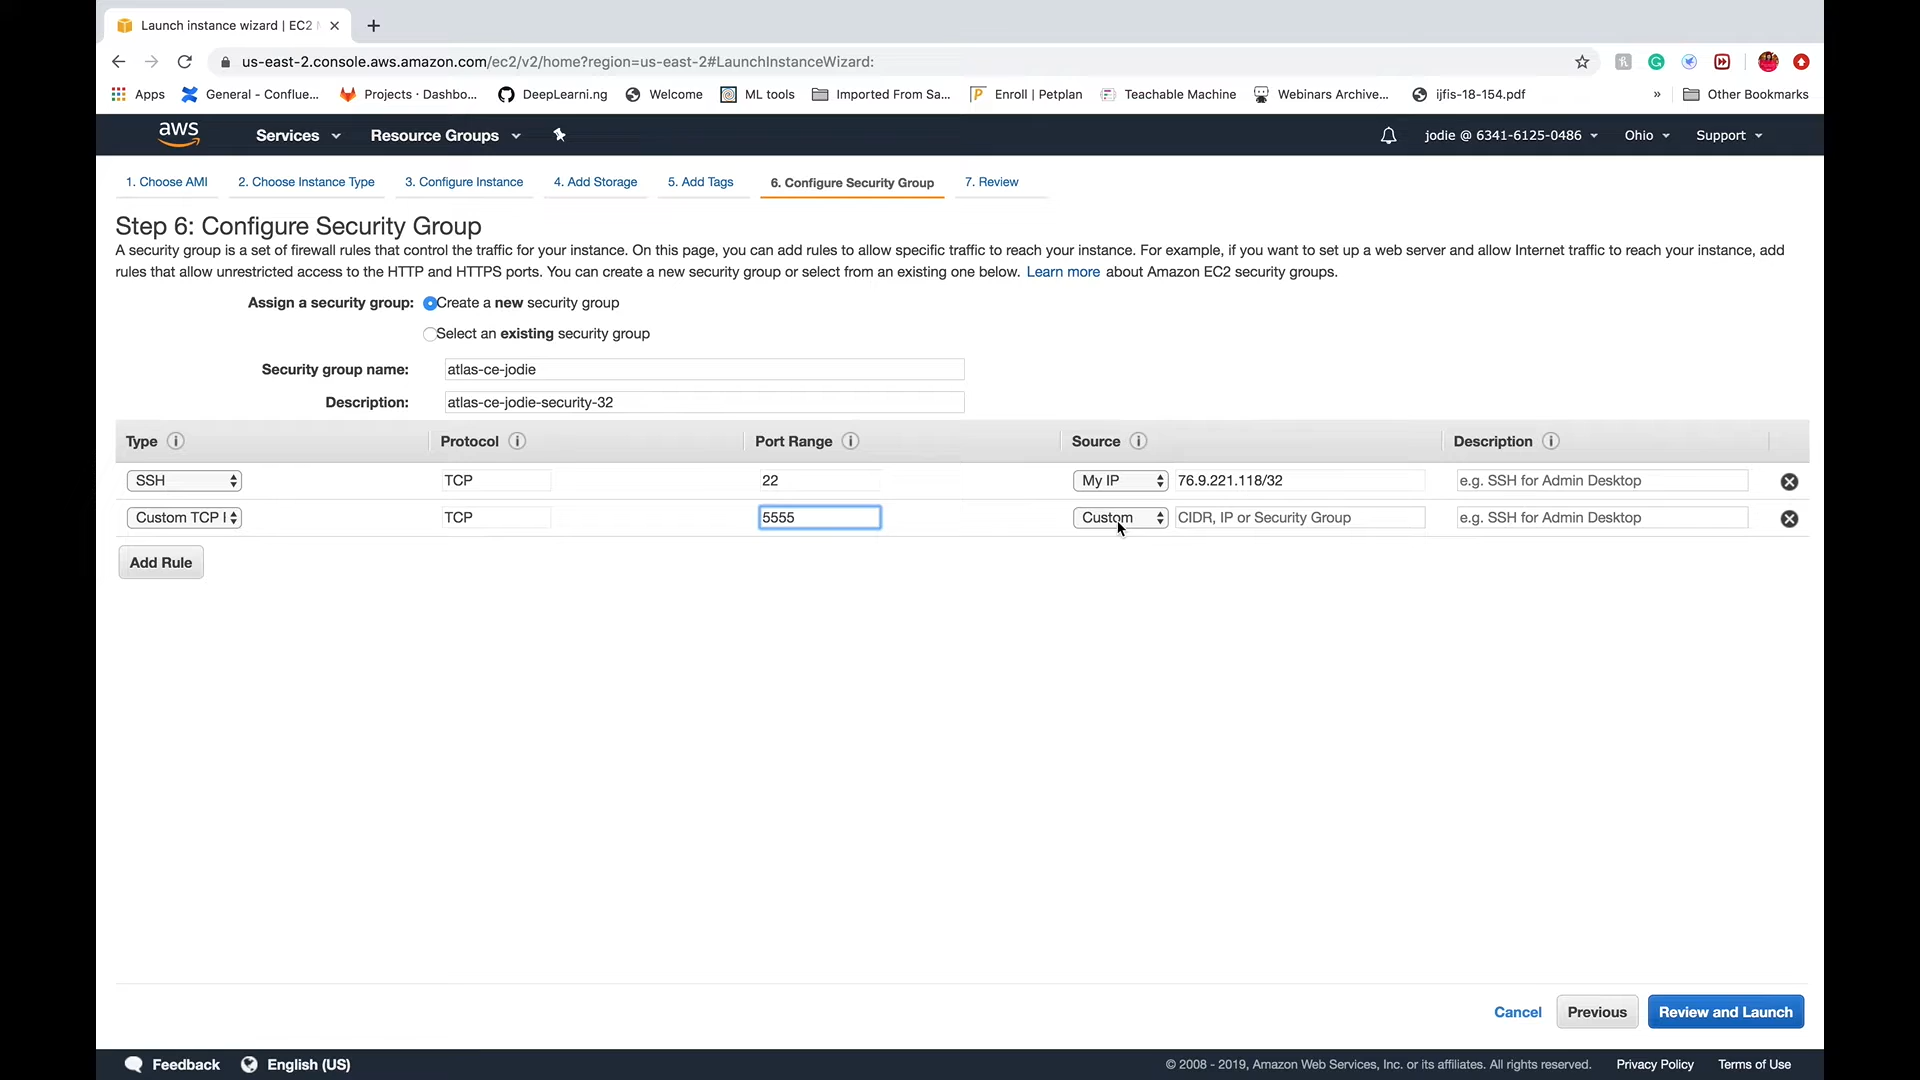 Launch instance wizard | EC2
us-east-2.console.aws.amazon.com/ec2/v2/home?region=us-east-2#LaunchInstanceWizard:
Apps General - Conflue... Projects · Dashbo... DeepLearni.ng Welcome ML tools Imported From Sa... Enroll | Petplan Teachable Machine Webinars Archive... ijfis-18-154.pdf » Other Bookmarks
aws Services Resource Groups jodie @ 6341-6125-0486 Ohio Support
1. Choose AMI 2. Choose Instance Type 3. Configure Instance 4. Add Storage 5. Add Tags 6. Configure Security Group 7. Review
Step 6: Configure Security Group
A security group is a set of firewall rules that control the traffic for your instance. On this page, you can add rules to allow specific traffic to reach your instance. For example, if you want to set up a web server and allow Internet traffic to reach your instance, add
rules that allow unrestricted access to the HTTP and HTTPS ports. You can create a new security group or select from an existing one below. Learn more about Amazon EC2 security groups.
Assign a security group: Create a new security group
Select an existing security group
Security group name: atlas-ce-jodie
Description: atlas-ce-jodie-security-32
Type Protocol Port Range Source Description
SSH TCP 22 My IP 76.9.221.118/32 e.g. SSH for Admin Desktop
Custom TCP TCP 5555 Custom CIDR, IP or Security Group e.g. SSH for Admin Desktop
Add Rule
Cancel Previous Review and Launch
Feedback English (US) © 2008 - 2019, Amazon Web Services, Inc. or its affiliates. All rights reserved. Privacy Policy Terms of Use